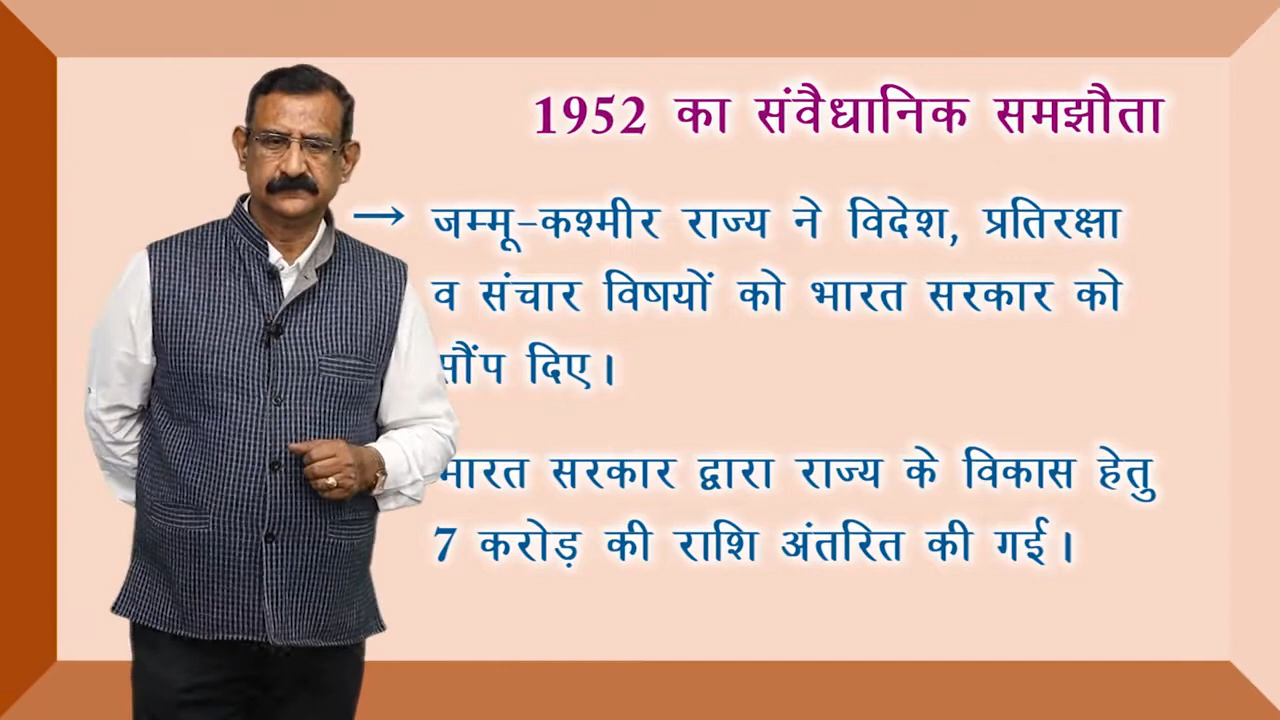 1952 का संवैधानिक समझौता
→ जम्मू-कश्मीर राज्य ने विदेश, प्रतिरक्षा
व संचार विषयों को भारत सरकार को
सौंप दिए।
भारत सरकार द्वारा राज्य के विकास हेतु
7 करोड़ की राशि अंतरित की गई।